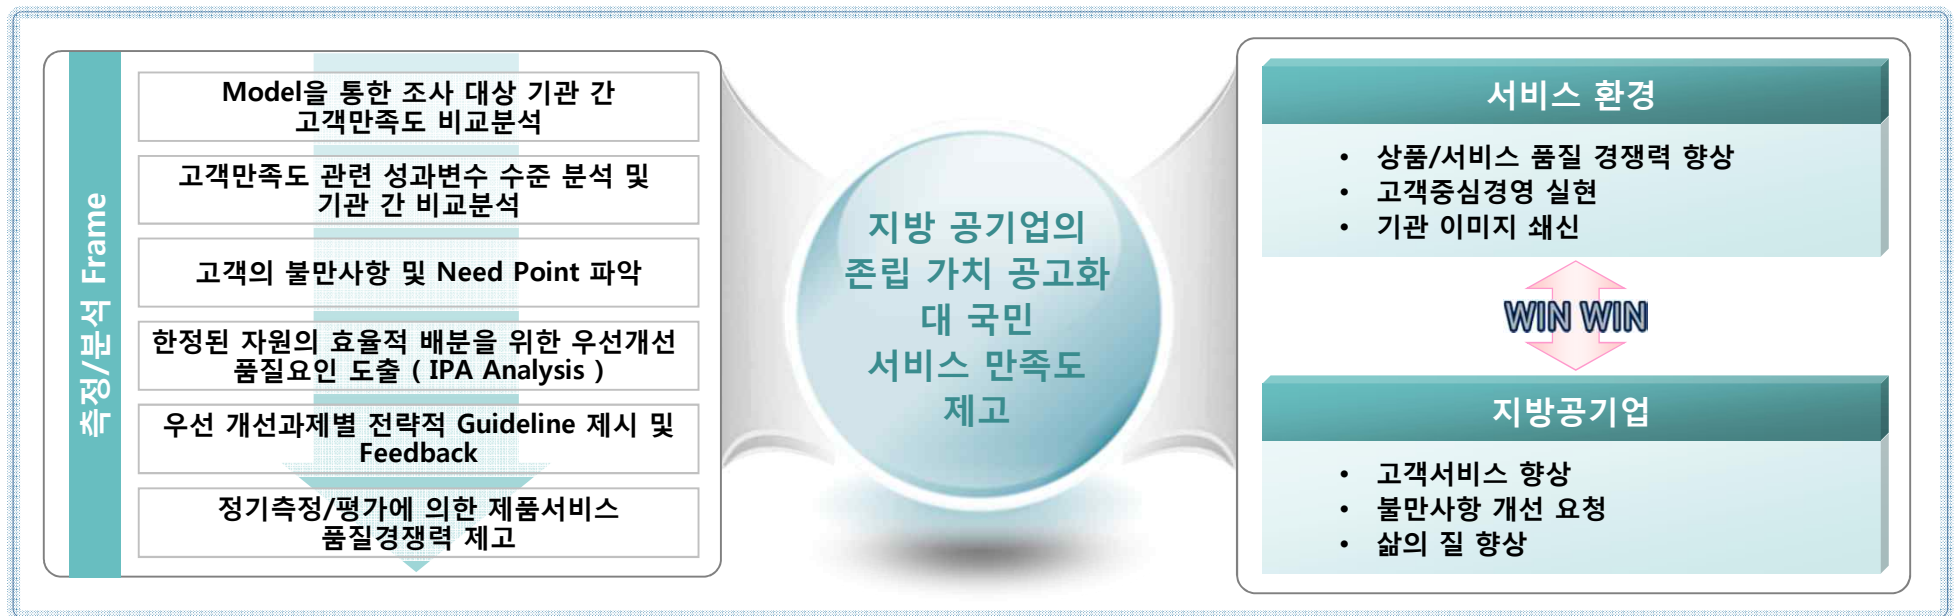 측정/분석 Frame
Model을 통한 조사 대상 기관 간
고객만족도 비교분석
고객만족도 관련 성과변수 수준 분석 및
기관 간 비교분석
고객의 불만사항 및 Need Point 파악
한정된 자원의 효율적 배분을 위한 우선개선
품질요인 도출 ( IPA Analysis )
우선 개선과제별 전략적 Guideline 제시 및
Feedback
정기측정/평가에 의한 제품서비스
품질경쟁력 제고
지방 공기업의
존립 가치 공고화
대 국민
서비스 만족도
제고
서비스 환경
• 상품/서비스 품질 경쟁력 향상
• 고객중심경영 실현
• 기관 이미지 쇄신
WIN WIN
지방공기업
• 고객서비스 향상
• 불만사항 개선 요청
• 삶의 질 향상